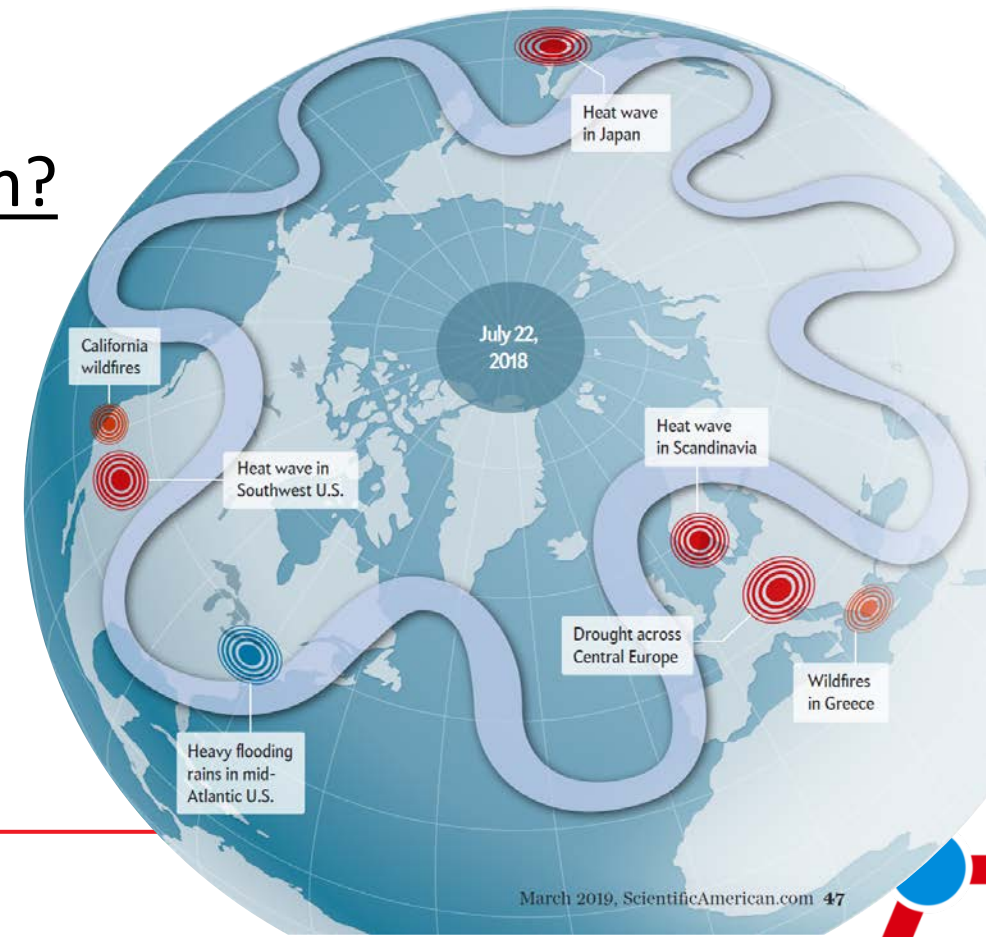 n?
Heat wave
in Japan
July 22,
2018
California
wildfires
Heat wave in
Southwest U.S.
Heat wave
in Scandinavia
Drought across
Central Europe
Wildfires
in Greece
Heavy flooding
rains in mid-
Atlantic U.S.
March 2019, ScientificAmerican.com 47